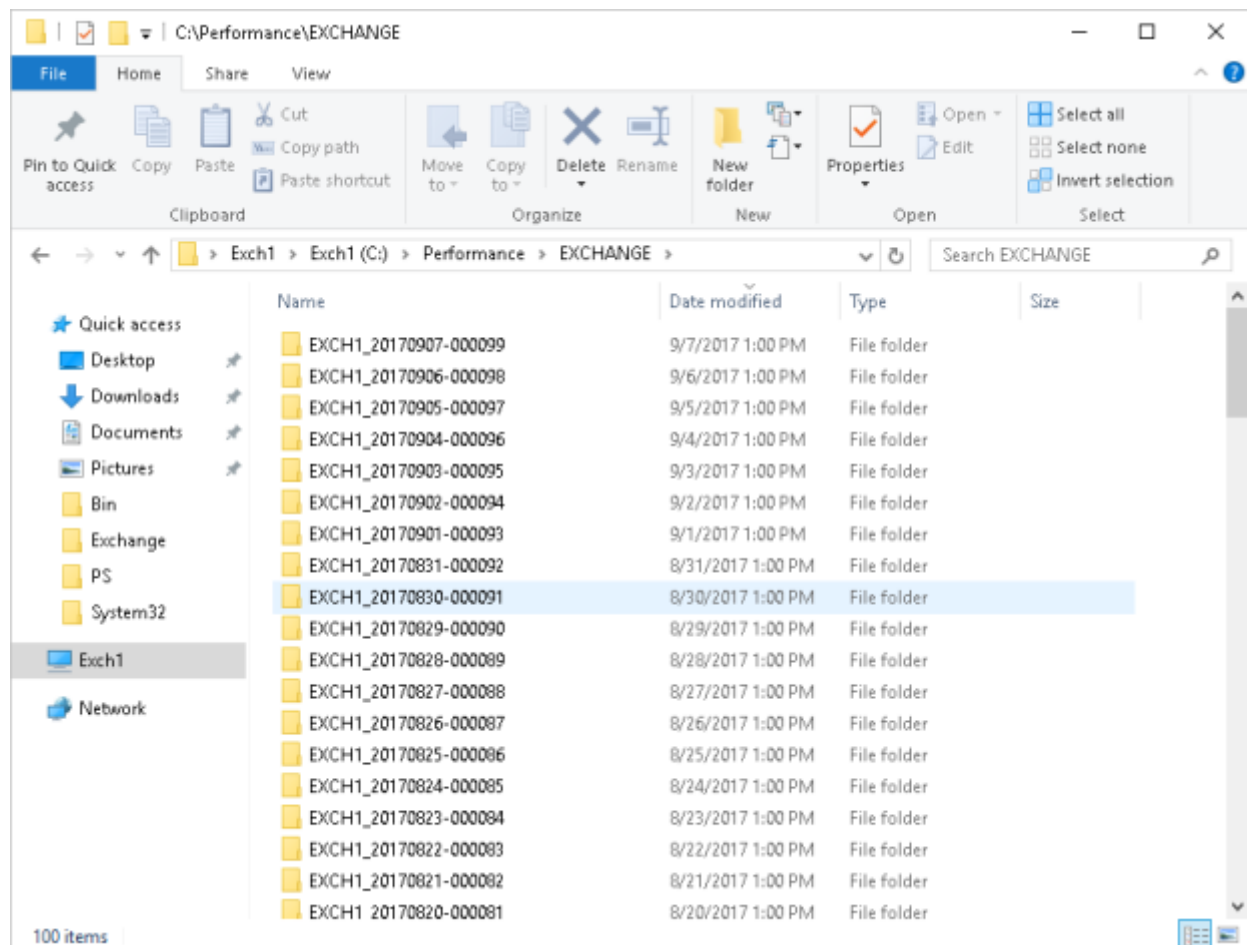 C:\Performance\EXCHANGE
File Home Share View
Pin to Quick access
Copy
Paste
Cut
Copy path
Paste shortcut
Clipboard
Move to
Copy to
Delete
Rename
Organize
New folder
New
Properties
Open
Edit
Open
Select all
Select none
Invert selection
Select
Exch1 > Exch1 (C:) > Performance > EXCHANGE >
Search EXCHANGE
Quick access
Desktop
Downloads
Documents
Pictures
Bin
Exchange
PS
System32
Exch1
Network
Name Date modified Type Size
EXCH1_20170907-000099 9/7/2017 1:00 PM File folder
EXCH1_20170906-000098 9/6/2017 1:00 PM File folder
EXCH1_20170905-000097 9/5/2017 1:00 PM File folder
EXCH1_20170904-000096 9/4/2017 1:00 PM File folder
EXCH1_20170903-000095 9/3/2017 1:00 PM File folder
EXCH1_20170902-000094 9/2/2017 1:00 PM File folder
EXCH1_20170901-000093 9/1/2017 1:00 PM File folder
EXCH1_20170831-000092 8/31/2017 1:00 PM File folder
EXCH1_20170830-000091 8/30/2017 1:00 PM File folder
EXCH1_20170829-000090 8/29/2017 1:00 PM File folder
EXCH1_20170828-000089 8/28/2017 1:00 PM File folder
EXCH1_20170827-000088 8/27/2017 1:00 PM File folder
EXCH1_20170826-000087 8/26/2017 1:00 PM File folder
EXCH1_20170825-000086 8/25/2017 1:00 PM File folder
EXCH1_20170824-000085 8/24/2017 1:00 PM File folder
EXCH1_20170823-000084 8/23/2017 1:00 PM File folder
EXCH1_20170822-000083 8/22/2017 1:00 PM File folder
EXCH1_20170821-000082 8/21/2017 1:00 PM File folder
EXCH1_20170820-000081 8/20/2017 1:00 PM File folder
100 items